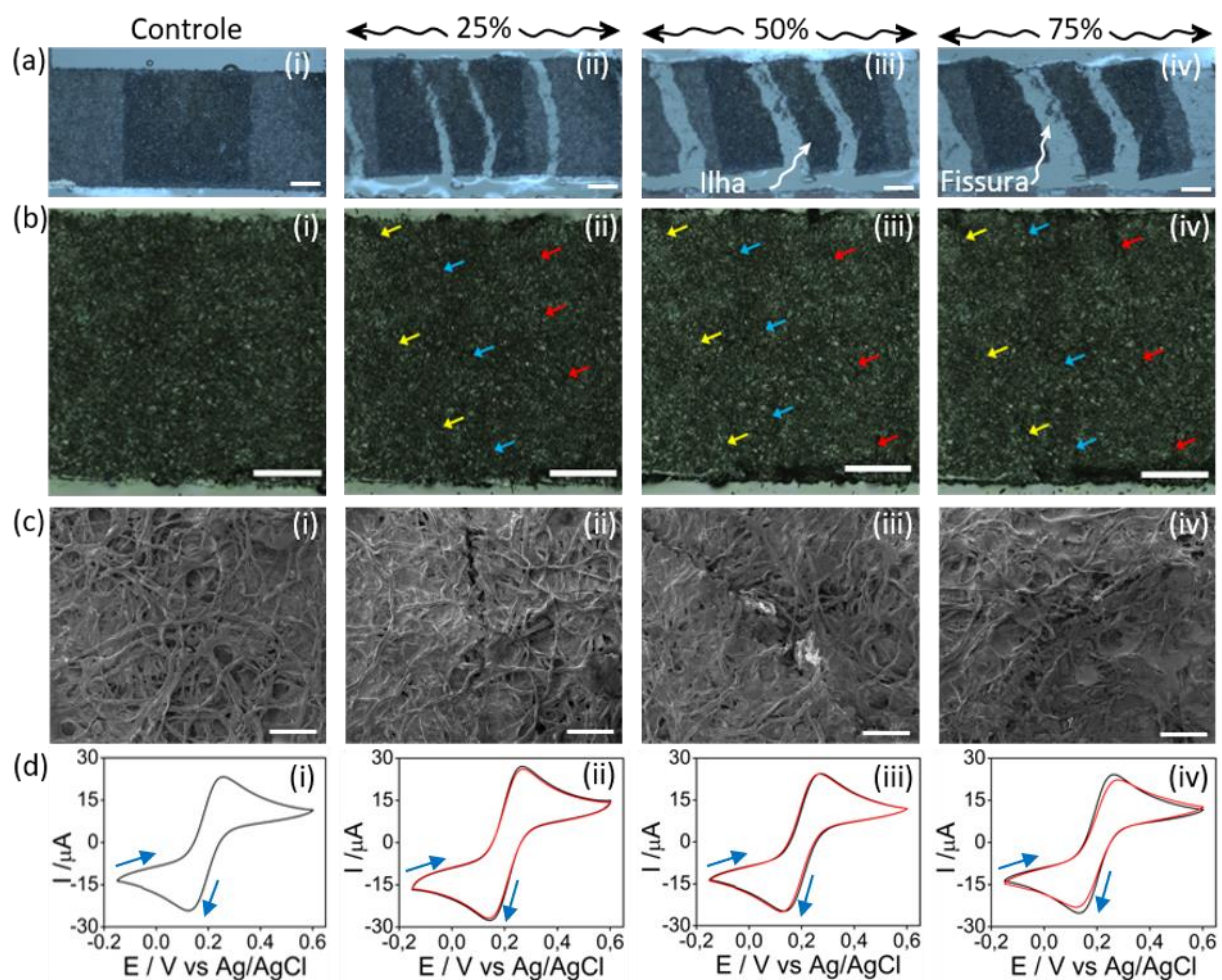 Controle 25% 50% 75%
(a) (i) (ii) (iii) (iv)
Ilha Fissura
(b) (i) (ii) (iii) (iv)
(c) (i) (ii) (iii) (iv)
(d) (i) (ii) (iii) (iv)
30 30 30 30
15 15 15 15
0 0 0 0
-15 -15 -15 -15
-30 -30 -30 -30
I /µA I /µA I /µA I /µA
-0,2 0,0 0,2 0,4 0,6 -0,2 0,0 0,2 0,4 0,6 -0,2 0,0 0,2 0,4 0,6 -0,2 0,0 0,2 0,4 0,6
E / V vs Ag/AgCl E / V vs Ag/AgCl E / V vs Ag/AgCl E / V vs Ag/AgCl